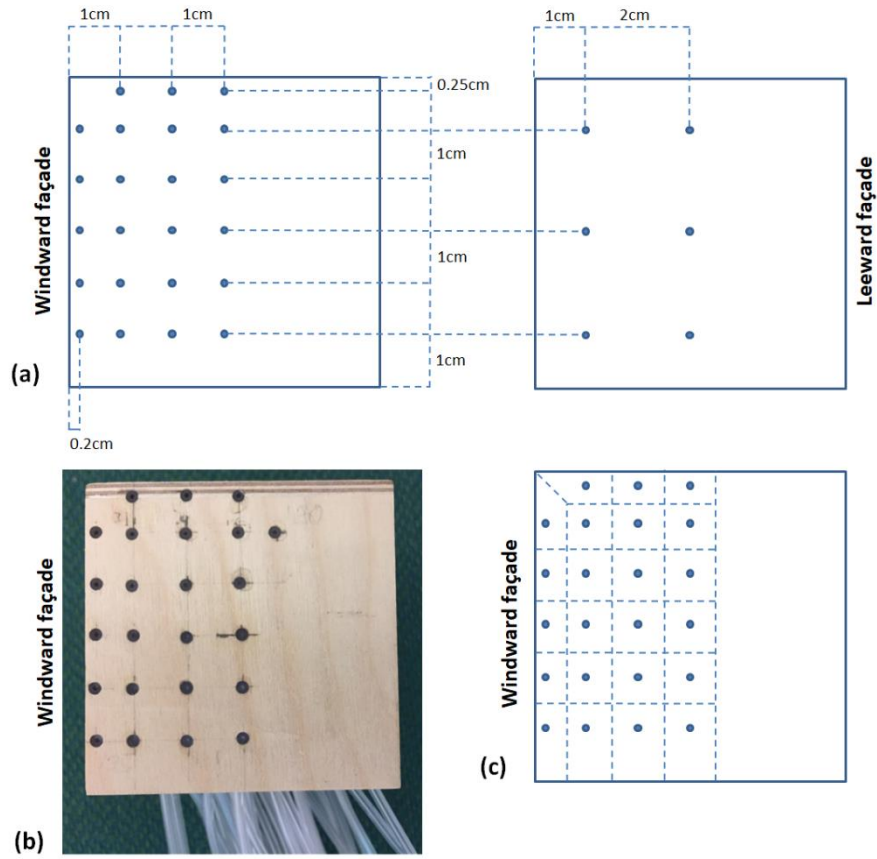 1cm 1cm 1cm 2cm
0.25cm
1cm
1cm
1cm
0.2cm
Windward façade
Leeward façade
(a)
Windward façade
(b)
Windward façade
(c)